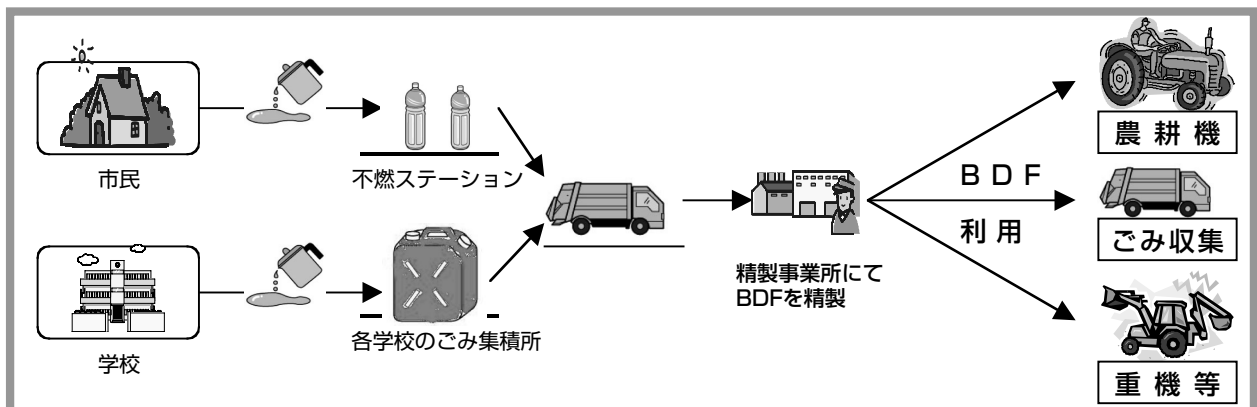 市民
不燃ステーション
学校
各学校のごみ集積所
精製事業所にて
BDFを精製
BDF
利用
農耕機
ごみ収集
重機等